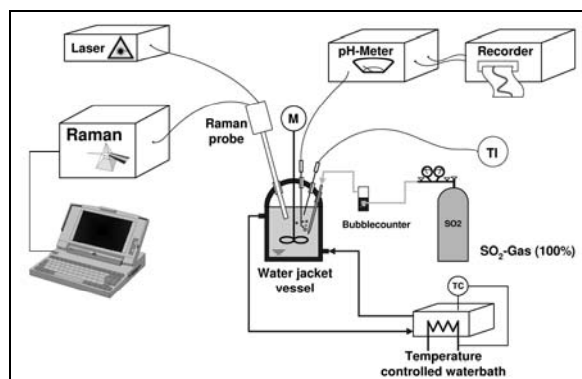 Laser
pH-Meter
Recorder
Raman
Raman
probe
M
TI
Bubblecounter
SO2
SO₂-Gas (100%)
Water jacket
vessel
TC
Temperature
controlled waterbath